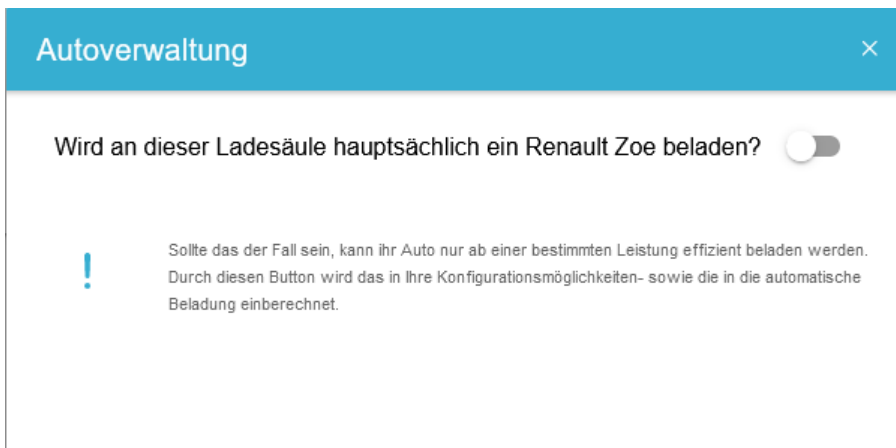 Autoverwaltung
Wird an dieser Ladesäule hauptsächlich ein Renault Zoe beladen?
Sollte das der Fall sein, kann ihr Auto nur ab einer bestimmten Leistung effizient beladen werden.
Durch diesen Button wird das in Ihre Konfigurationsmöglichkeiten- sowie die in die automatische
Beladung einberechnet.